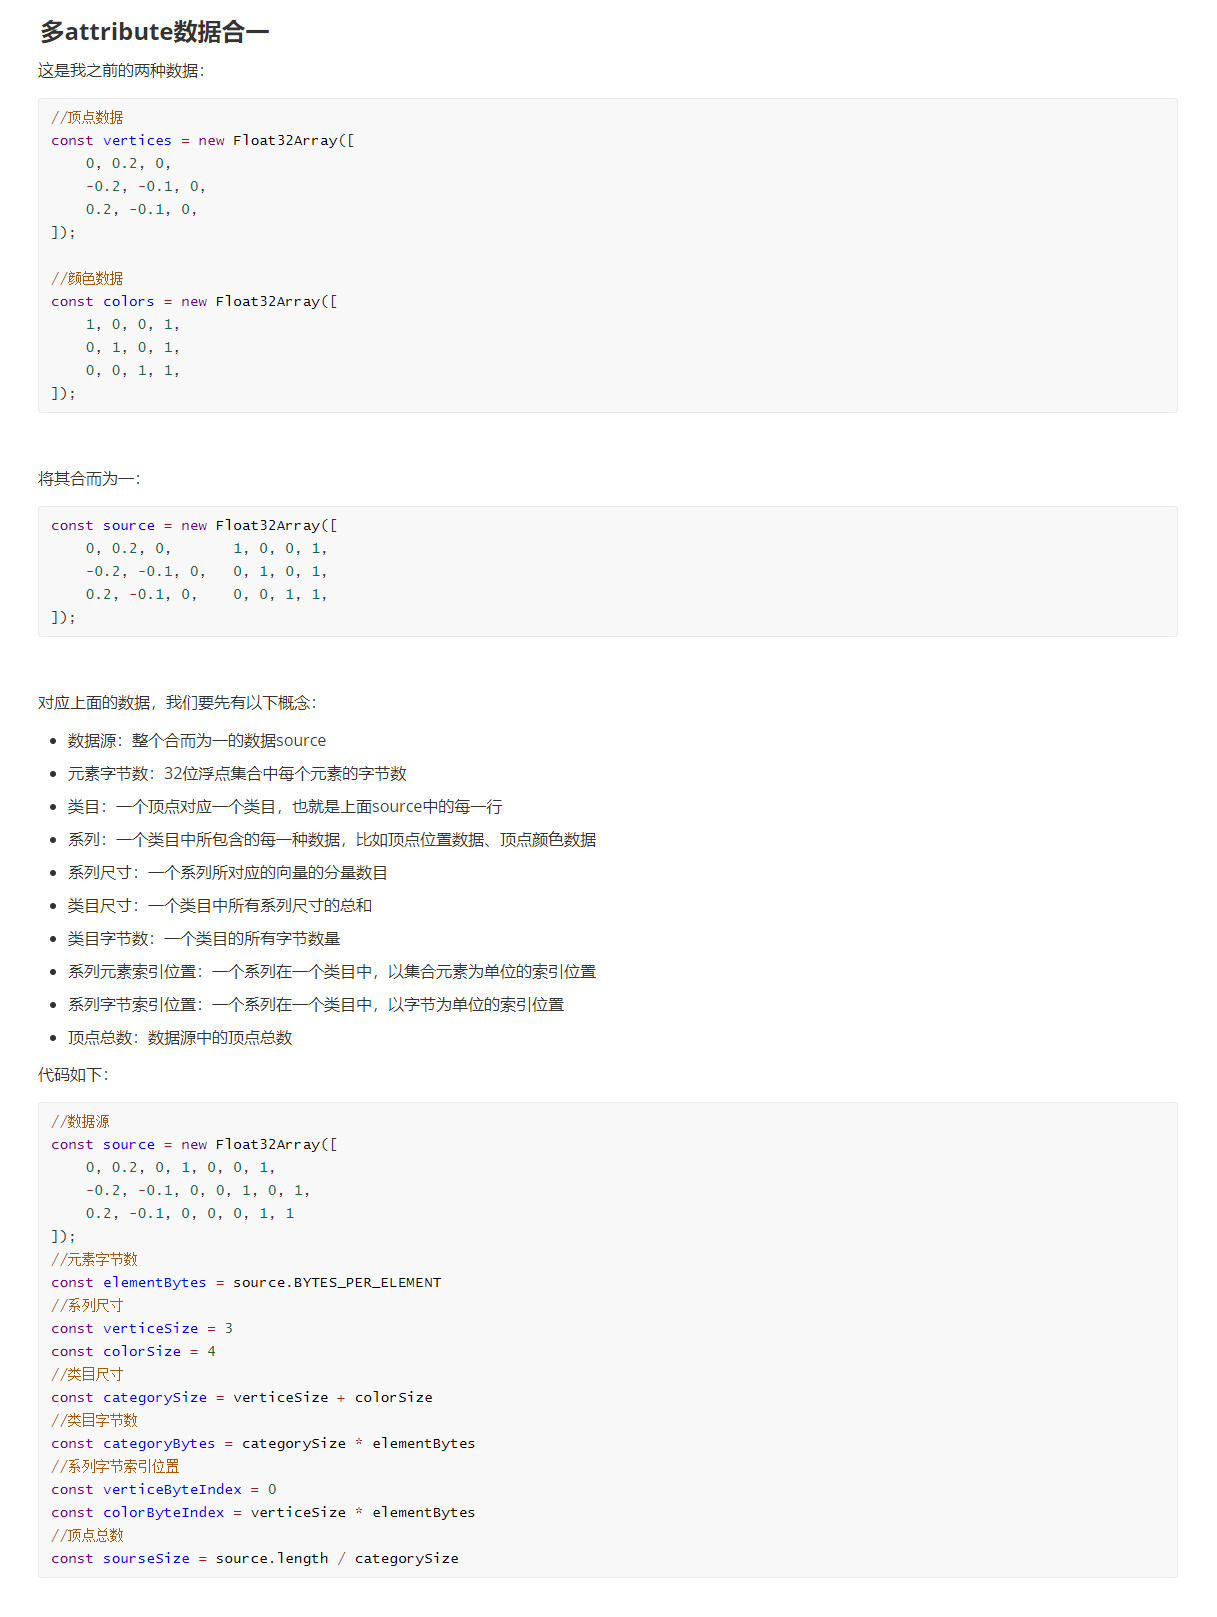 多attribute数据合一
这是我之前的两种数据：
//顶点数据
const vertices = new Float32Array([
    0, 0.2, 0,
    -0.2, -0.1, 0,
    0.2, -0.1, 0,
]);
//颜色数据
const colors = new Float32Array([
    1, 0, 0, 1,
    0, 1, 0, 1,
    0, 0, 1, 1,
]);
将其合而为一：
const source = new Float32Array([
    0, 0.2, 0,       1, 0, 0, 1,
    -0.2, -0.1, 0,   0, 1, 0, 1,
    0.2, -0.1, 0,    0, 0, 1, 1,
]);
对应上面的数据，我们要先有以下概念：
• 数据源：整个合而为一的数据source
• 元素字节数：32位浮点集合中每个元素的字节数
• 类目：一个顶点对应一个类目，也就是上面source中的每一行
• 系列：一个类目中所包含的每一种数据，比如顶点位置数据、顶点颜色数据
• 系列尺寸：一个系列所对应的向量的分量数目
• 类目尺寸：一个类目中所有系列尺寸的总和
• 类目字节数：一个类目的所有字节数量
• 系列元素索引位置：一个系列在一个类目中，以集合元素为单位的索引位置
• 系列字节索引位置：一个系列在一个类目中，以字节为单位的索引位置
• 顶点总数：数据源中的顶点总数
代码如下：
//数据源
const source = new Float32Array([
    0, 0.2, 0, 1, 0, 0, 1,
    -0.2, -0.1, 0, 0, 1, 0, 1,
    0.2, -0.1, 0, 0, 0, 1, 1
]);
//元素字节数
const elementBytes = source.BYTES_PER_ELEMENT
//系列尺寸
const verticeSize = 3
const colorSize = 4
//类目尺寸
const categorySize = verticeSize + colorSize
//类目字节数
const categoryBytes = categorySize * elementBytes
//系列字节索引位置
const verticeByteIndex = 0
const colorByteIndex = verticeSize * elementBytes
//顶点总数
const sourseSize = source.length / categorySize